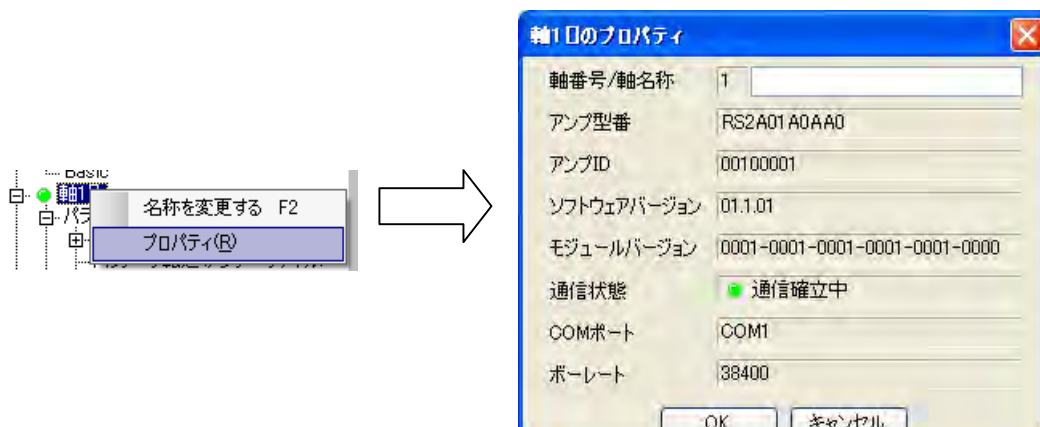 Basic
軸1
名称を変更する F2
パラ
プロパティ(R)
軸1 []のプロパティ
軸番号/軸名称 1
アンプ型番 RS2A01A0AA0
アンプID 00100001
ソフトウェアバージョン 01.1.01
モジュールバージョン 0001-0001-0001-0001-0001-0000
通信状態 通信確立中
COMポート COM1
ボーレート 38400
OK キャンセル